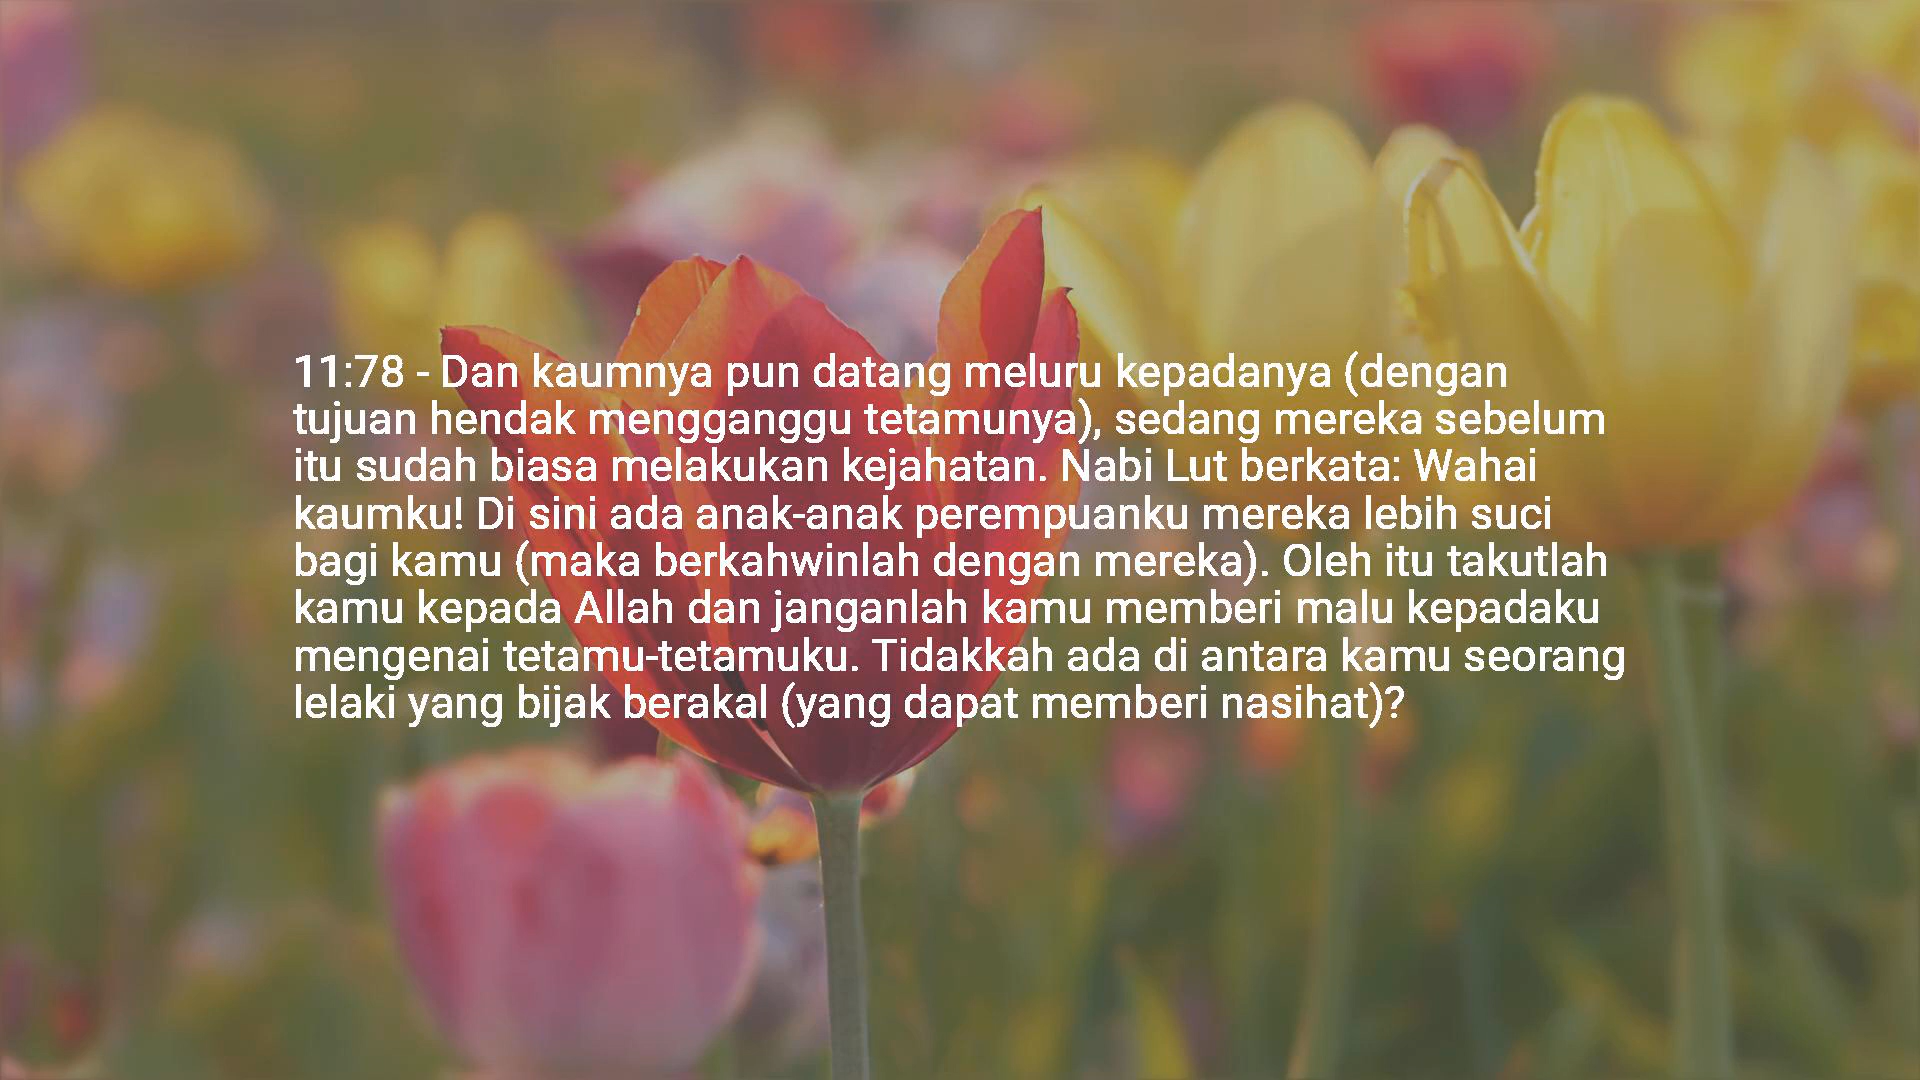 11:78 - Dan kaumnya pun datang meluru kepadanya (dengan
tujuan hendak mengganggu tetamunya), sedang mereka sebelum
itu sudah biasa melakukan kejahatan. Nabi Lut berkata: Wahai
kaumku! Di sini ada anak-anak perempuanku mereka lebih suci
bagi kamu (maka berkahwinlah dengan mereka). Oleh itu takutlah
kamu kepada Allah dan janganlah kamu memberi malu kepadaku
mengenai tetamu-tetamuku. Tidakkah ada di antara kamu seorang
lelaki yang bijak berakal (yang dapat memberi nasihat)?